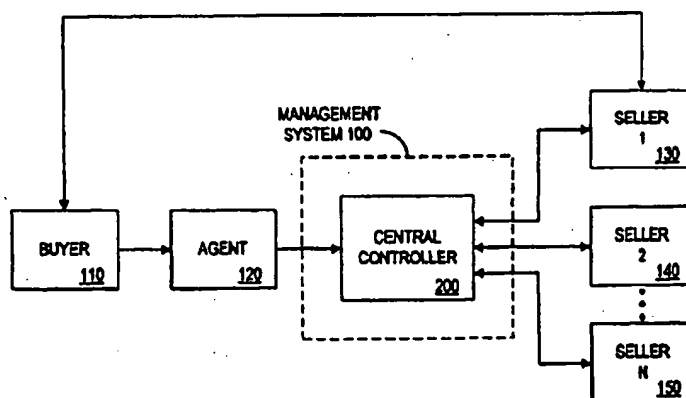 MANAGEMENT
SYSTEM 100
SELLER
1
130
BUYER
110
AGENT
120
CENTRAL
CONTROLLER
200
SELLER
2
140
SELLER
N
150